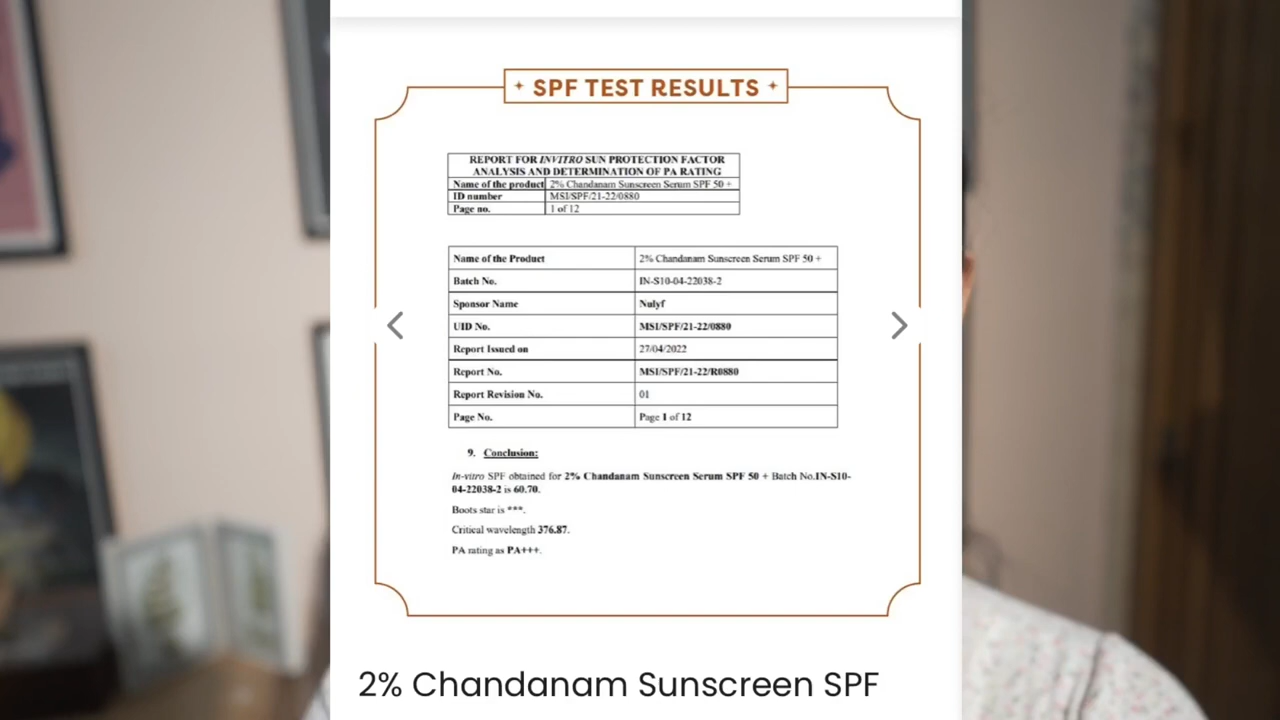 ✦ SPF TEST RESULTS ✦
REPORT FOR INVITRO SUN PROTECTION FACTOR
ANALYSIS AND DETERMINATION OF PA RATING
Name of the product 2% Chandanam Sunscreen Serum SPF 50 +
ID number MSI/SPF/21-22/0880
Page no. 1 of 12
Name of the Product 2% Chandanam Sunscreen Serum SPF 50 +
Batch No. IN-S10-04-22038-2
Sponsor Name Nulyf
UID No. MSI/SPF/21-22/0880
Report Issued on 27/04/2022
Report No. MSI/SPF/21-22/R0880
Report Revision No. 01
Page No. Page 1 of 12
9. Conclusion:
In-vitro SPF obtained for 2% Chandanam Sunscreen Serum SPF 50 + Batch No.IN-S10-
04-22038-2 is 60.70.
Boots star is ***.
Critical wavelength 376.87.
PA rating as PA+++.
2% Chandanam Sunscreen SPF